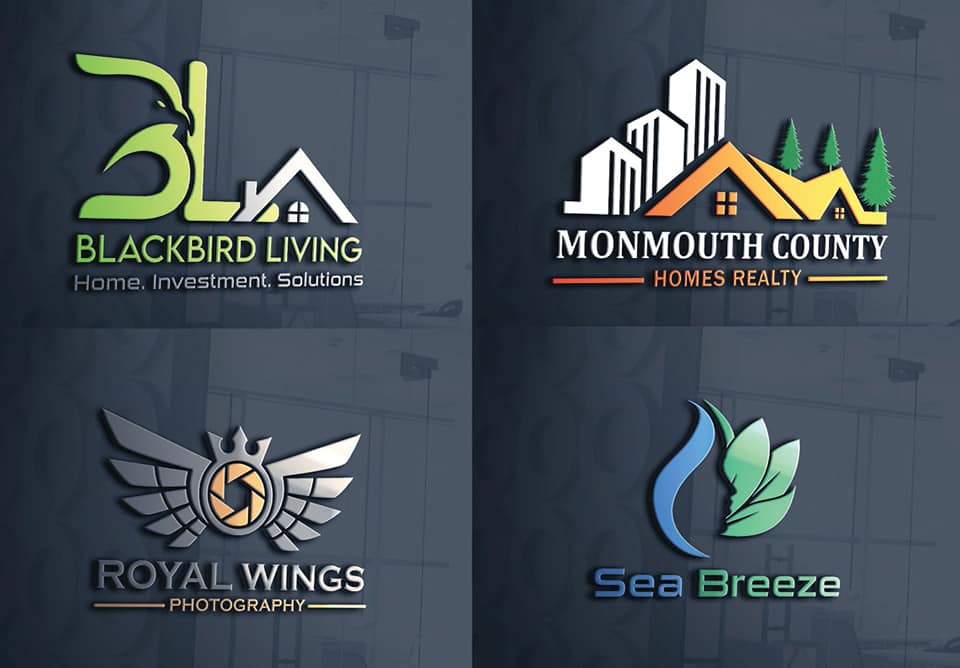 BL
BLACKBIRD LIVING
Home. Investment. Solutions
MONMOUTH COUNTY
HOMES REALTY
ROYAL WINGS
PHOTOGRAPHY
Sea Breeze